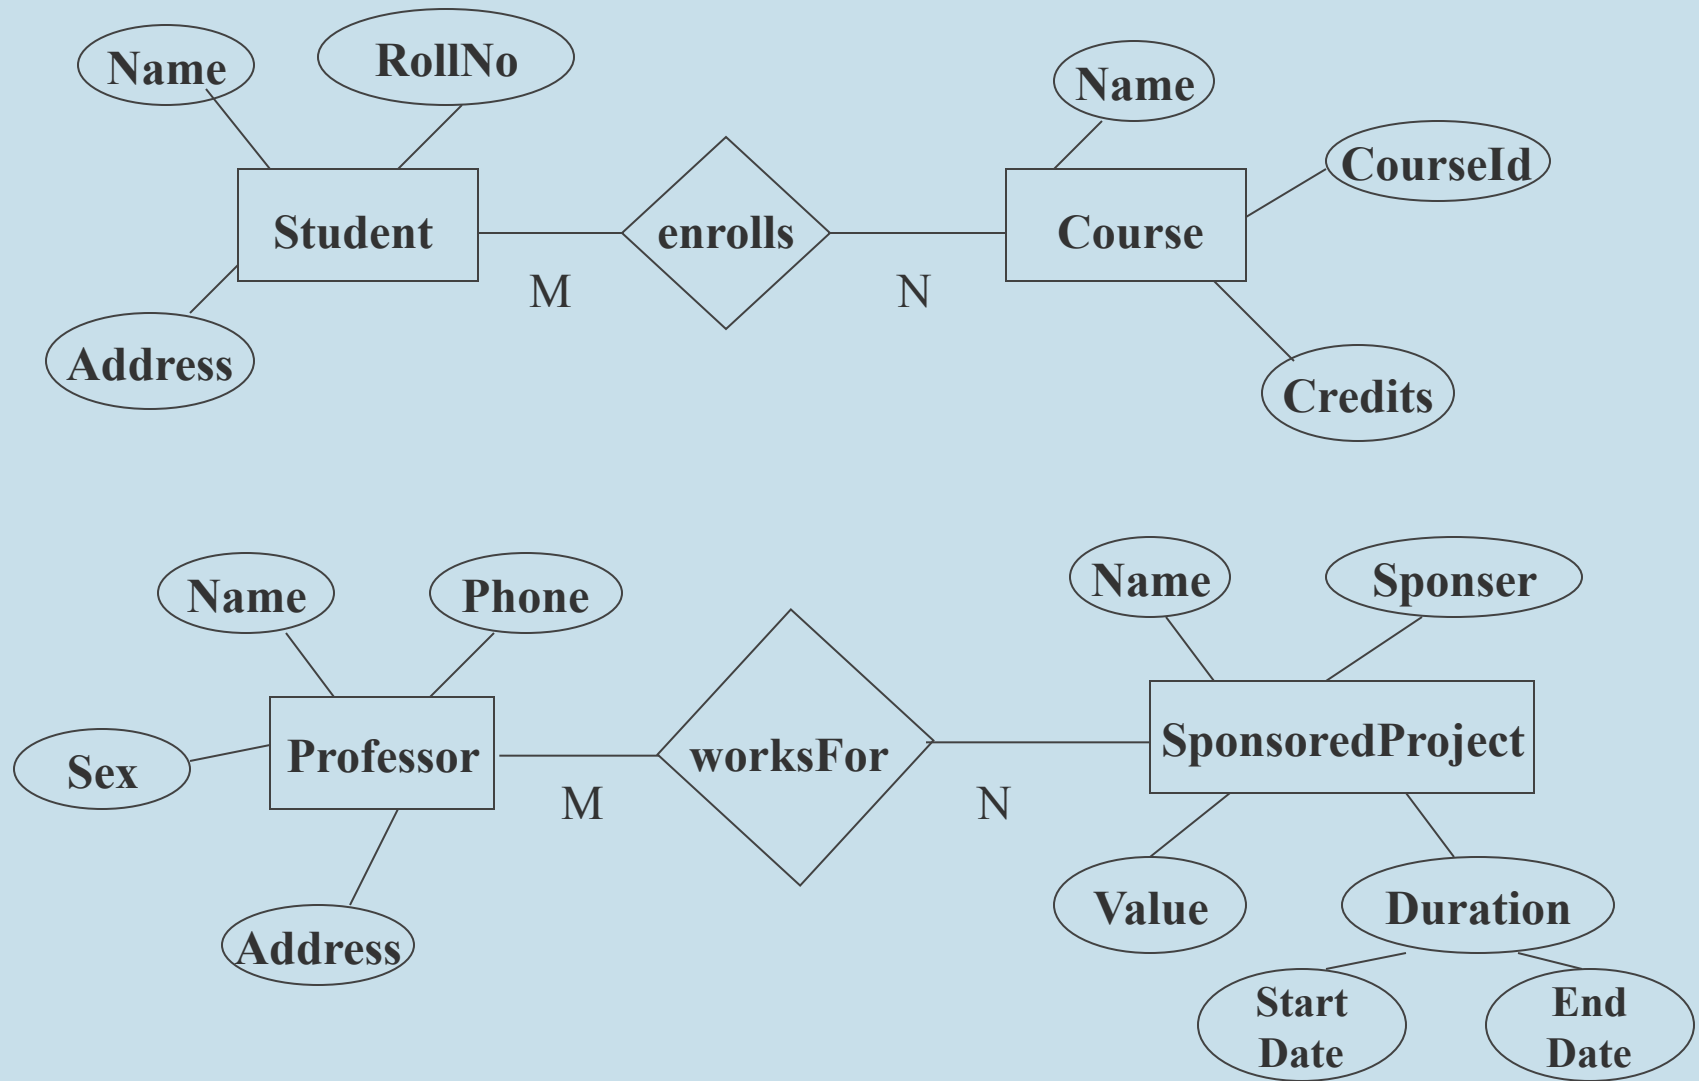 Name
RollNo
Name
CourseId
Student
enrolls
Course
M
N
Address
Credits
Name
Phone
Name
Sponser
Sex
Professor
worksFor
SponsoredProject
M
N
Address
Value
Duration
Start
Date
End
Date